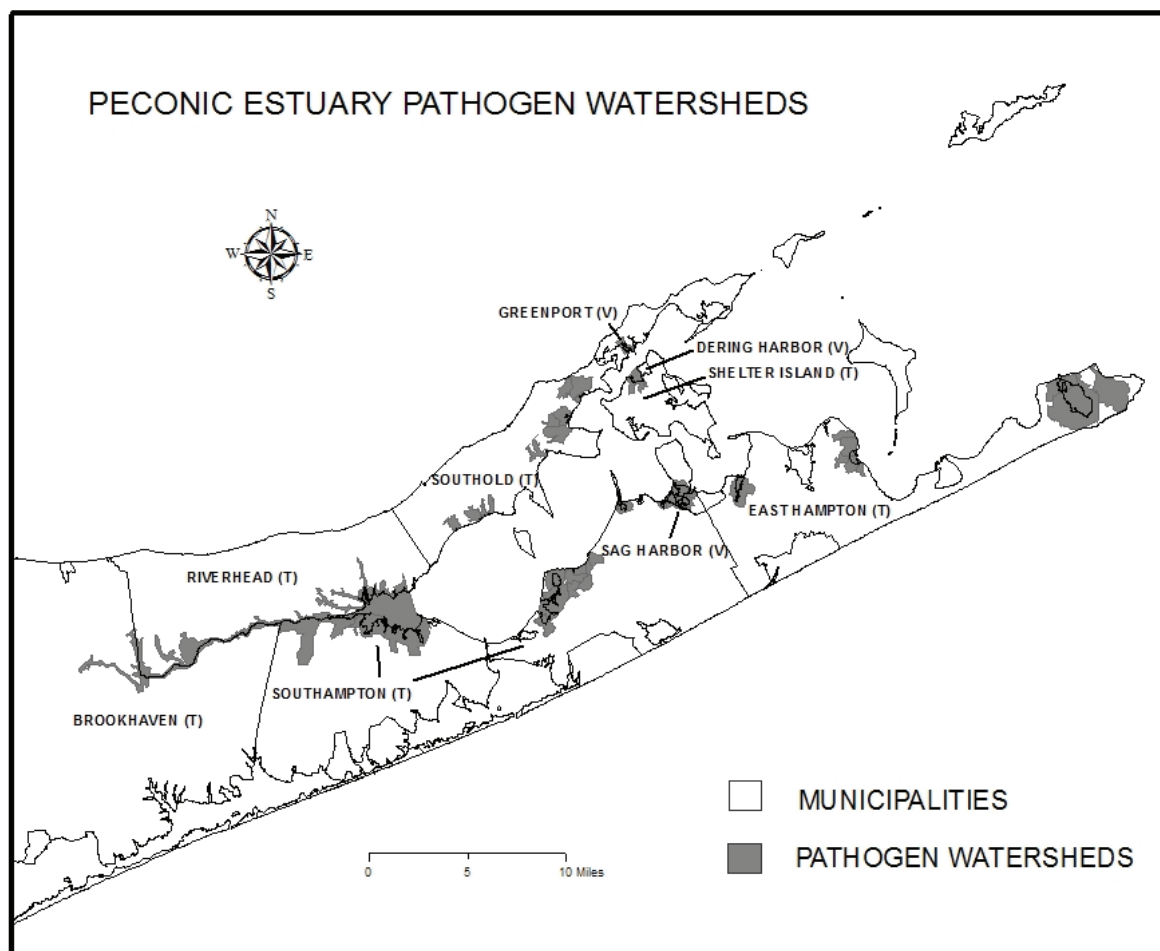 PECONIC ESTUARY PATHOGEN WATERSHEDS
N
W
E
S
GREENPORT (V)
DERING HARBOR (V)
SHELTER ISLAND (T)
SOUTHOLD (T)
EAST HAMPTON (T)
SAG HARBOR (V)
RIVERHEAD (T)
SOUTHAMPTON (T)
BROOKHAVEN (T)
MUNICIPALITIES
PATHOGEN WATERSHEDS
0 5 10 Miles